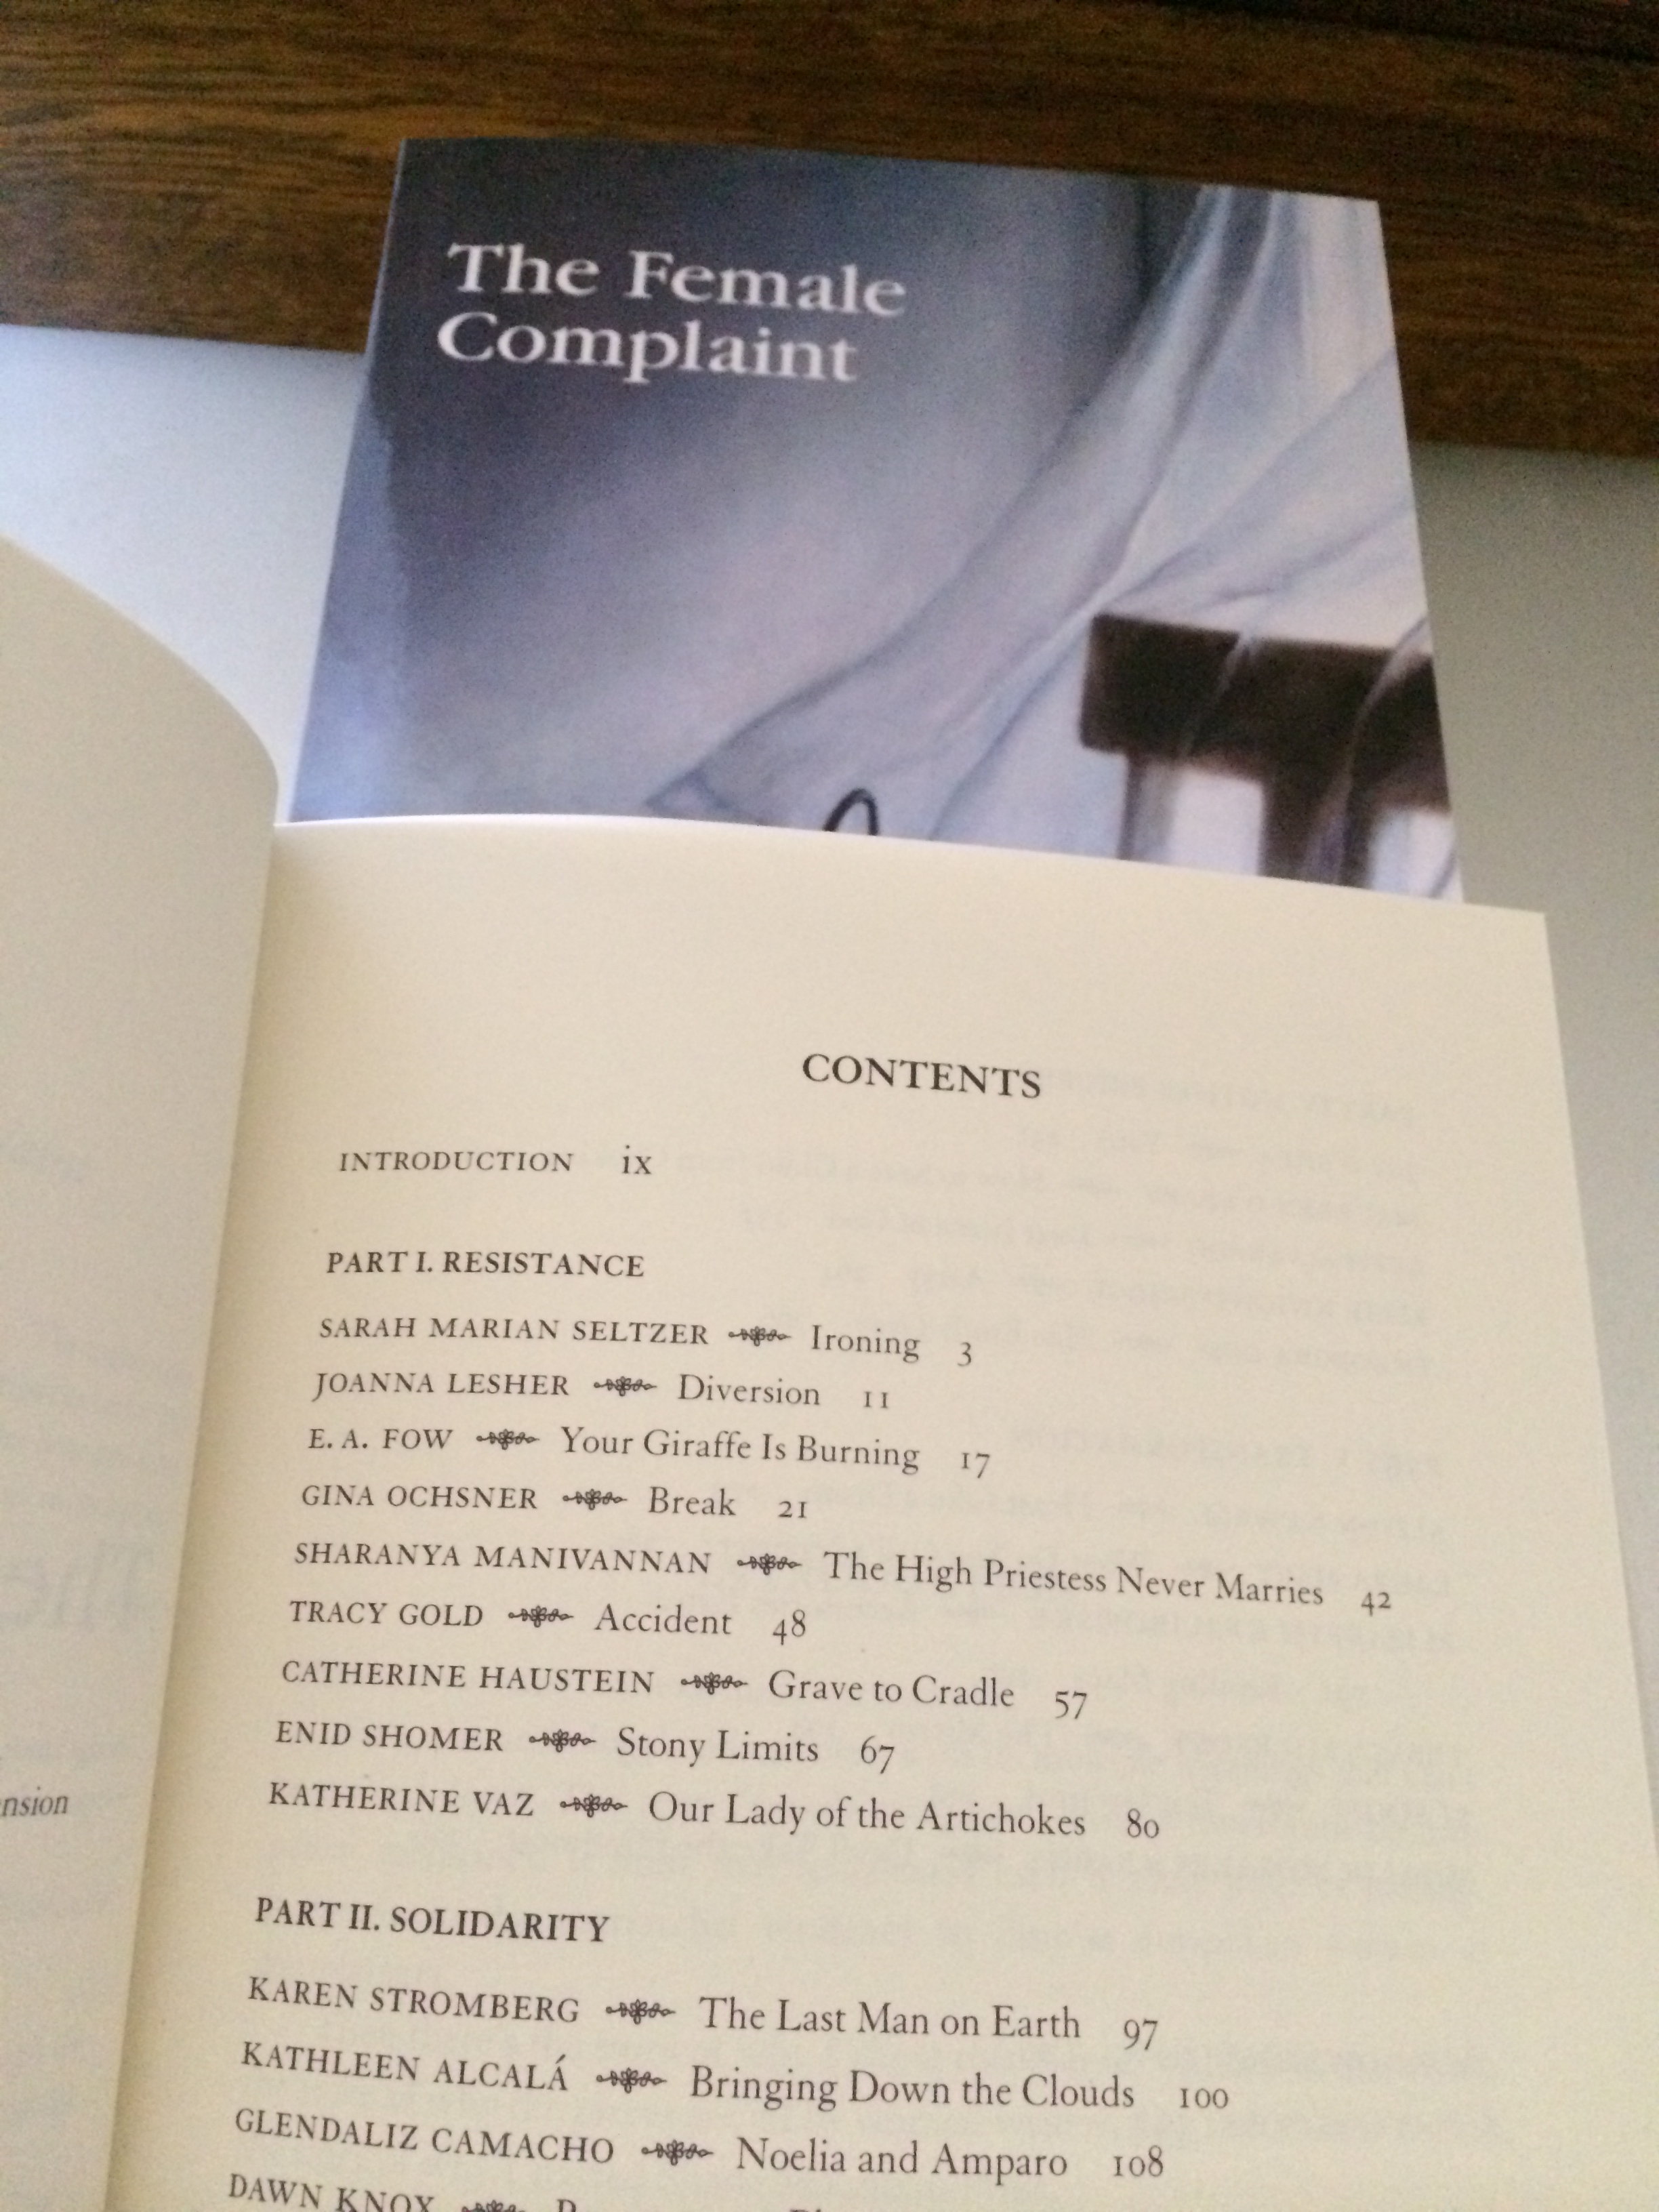 The Female
Complaint
CONTENTS
INTRODUCTION ix
PART I. RESISTANCE
SARAH MARIAN SELTZER Ironing 3
JOANNA LESHER Diversion 11
E. A. FOW Your Giraffe Is Burning 17
GINA OCHSNER Break 21
SHARANYA MANIVANNAN The High Priestess Never Marries 42
TRACY GOLD Accident 48
CATHERINE HAUSTEIN Grave to Cradle 57
ENID SHOMER Stony Limits 67
KATHERINE VAZ Our Lady of the Artichokes 80
nsion
PART II. SOLIDARITY
KAREN STROMBERG The Last Man on Earth 97
KATHLEEN ALCALÁ Bringing Down the Clouds 100
GLENDALIZ CAMACHO Noelia and Amparo 108
DAWN KNOX